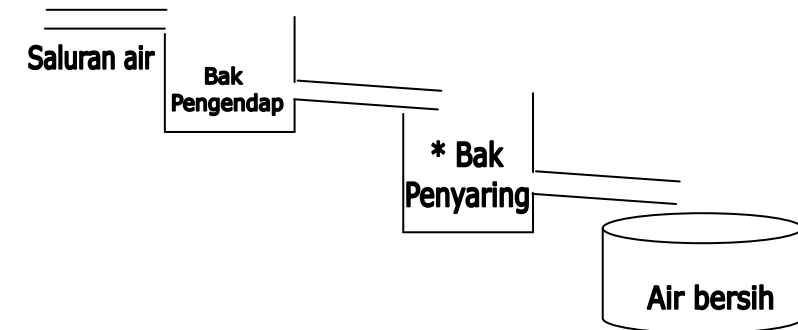 Saluran air
Bak
Pengendap
* Bak
Penyaring
Air bersih